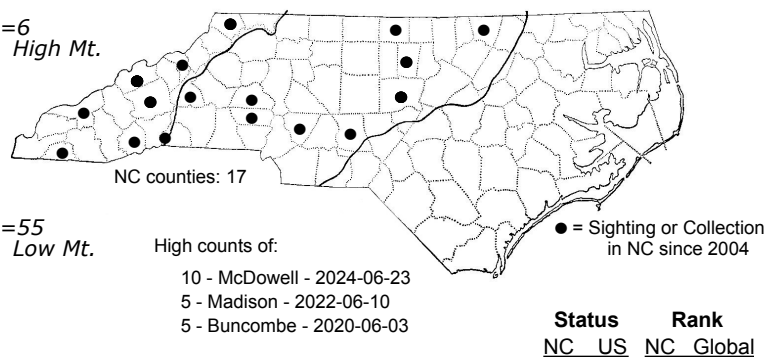 =6
High Mt.
NC counties: 17
=55
Low Mt.
High counts of:
10 - McDowell - 2024-06-23
5 - Madison - 2022-06-10
5 - Buncombe - 2020-06-03
● = Sighting or Collection
in NC since 2004
Status Rank
NC US NC Global